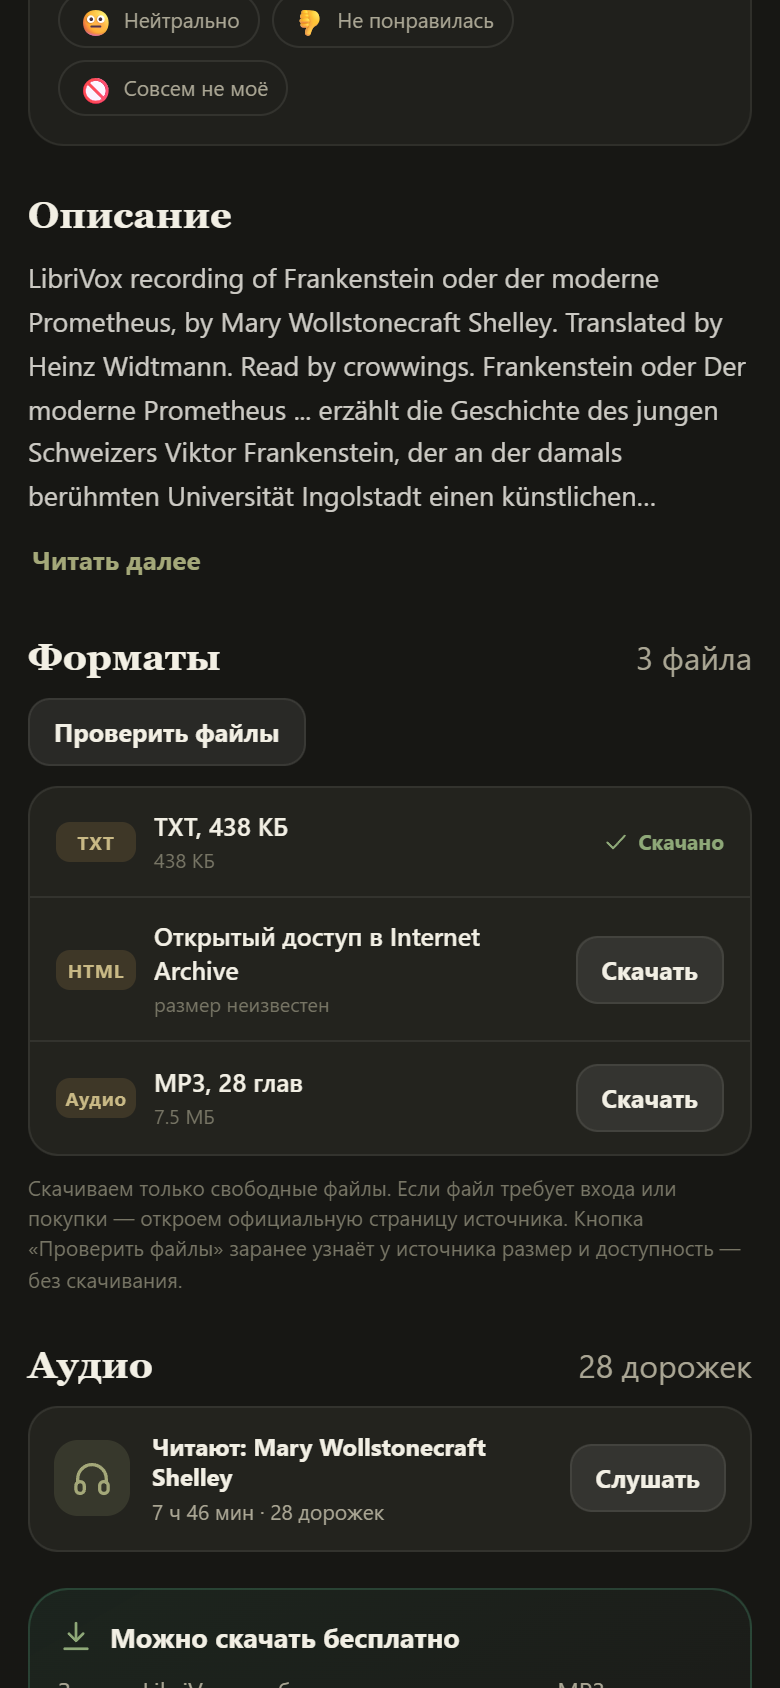 Нейтрально
Не понравилась
Совсем не моё
Описание
LibriVox recording of Frankenstein oder der moderne
Prometheus, by Mary Wollstonecraft Shelley. Translated by
Heinz Widtmann. Read by crowwings. Frankenstein oder Der
moderne Prometheus ... erzählt die Geschichte des jungen
Schweizers Viktor Frankenstein, der an der damals
berühmten Universität Ingolstadt einen künstlichen...
Читать далее
Форматы
3 файла
Проверить файлы
TXT
TXT, 438 КБ
438 КБ
Скачано
HTML
Открытый доступ в Internet
Archive
размер неизвестен
Скачать
Аудио
MP3, 28 глав
7.5 МБ
Скачать
Скачиваем только свободные файлы. Если файл требует входа или
покупки — откроем официальную страницу источника. Кнопка
«Проверить файлы» заранее узнаёт у источника размер и доступность —
без скачивания.
Аудио
28 дорожек
Читают: Mary Wollstonecraft
Shelley
7 ч 46 мин · 28 дорожек
Слушать
Можно скачать бесплатно